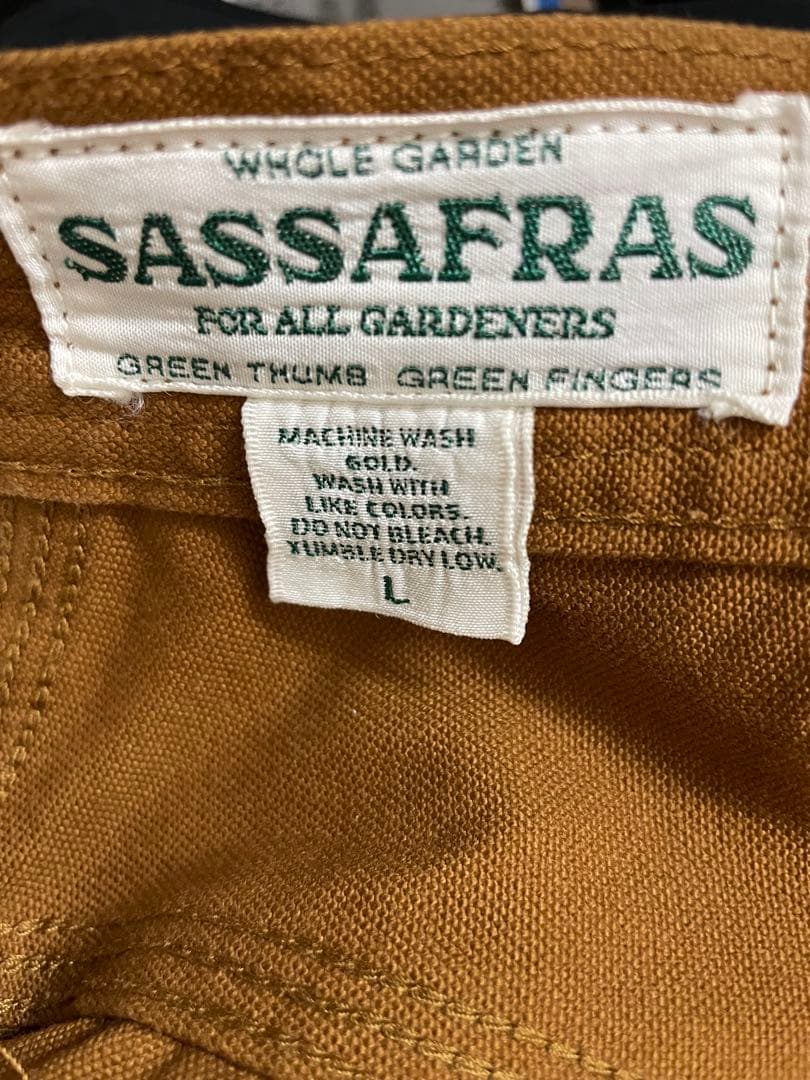 WHOLE GARDEN
SASSAFRAS
FOR ALL GARDENERS
GREEN THUMB GREEN FINGERS
MACHINE WASH
COLD.
WASH WITH
LIKE COLORS.
DO NOT BLEACH.
TUMBLE DRY LOW.
L